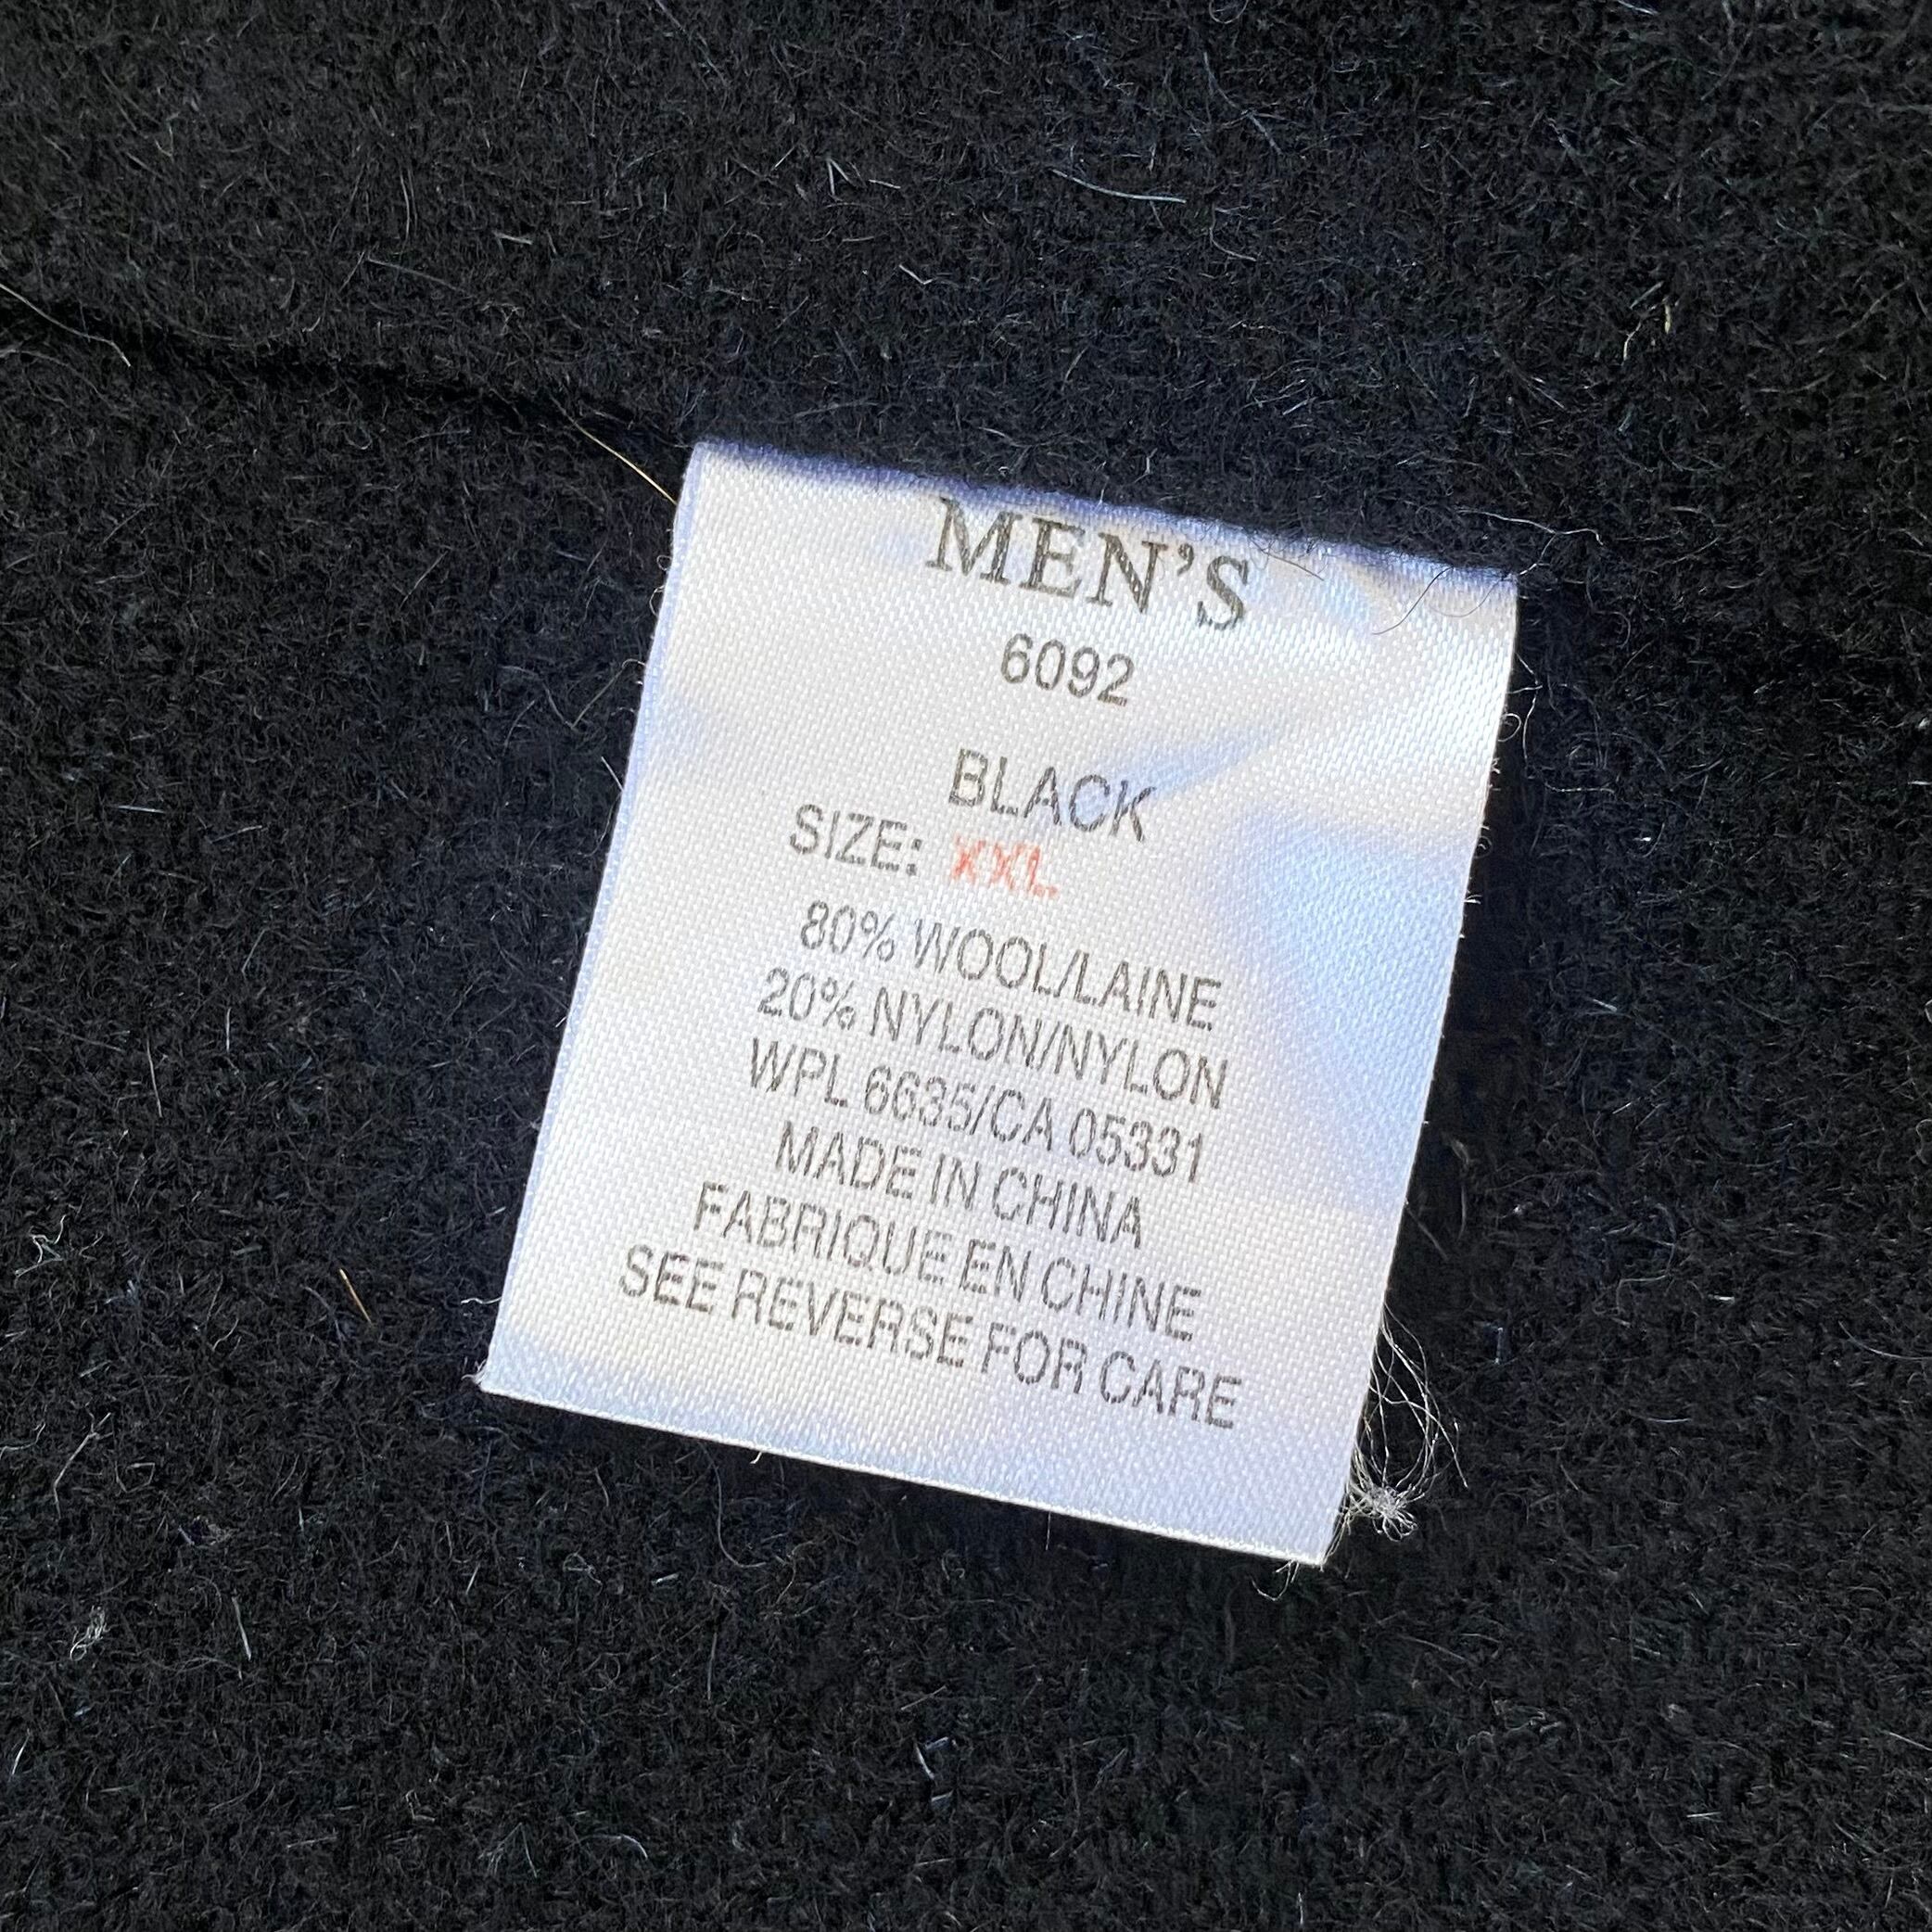 MEN'S
6092
BLACK
SIZE: XXL
80% WOOL/LAINE
20% NYLON/NYLON
WPL 6635/CA 05331
MADE IN CHINA
FABRIQUE EN CHINE
SEE REVERSE FOR CARE